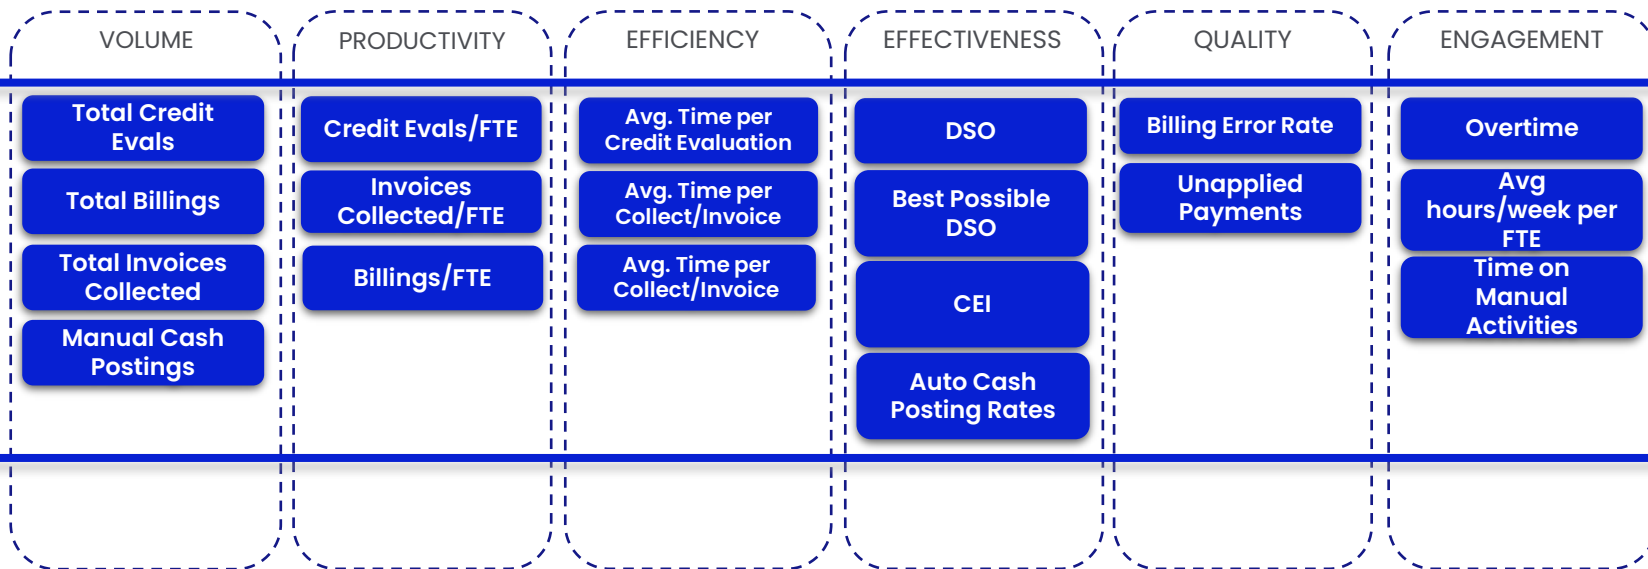 VOLUME
Total Credit
Evals
Total Billings
Total Invoices
Collected
Manual Cash
Postings
PRODUCTIVITY
Credit Evals/FTE
Invoices
Collected/FTE
Billings/FTE
EFFICIENCY
Avg. Time per
Credit Evaluation
Avg. Time per
Collect/Invoice
Avg. Time per
Collect/Invoice
EFFECTIVENESS
DSO
Best Possible
DSO
CEI
Auto Cash
Posting Rates
QUALITY
Billing Error Rate
Unapplied
Payments
ENGAGEMENT
Overtime
Avg
hours/week per
FTE
Time on
Manual
Activities